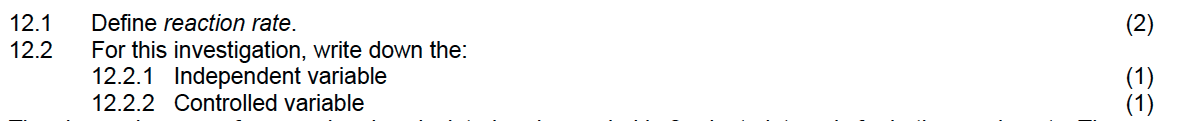 12.1 Define reaction rate. (2)
12.2 For this investigation, write down the:
12.2.1 Independent variable (1)
12.2.2 Controlled variable (1)